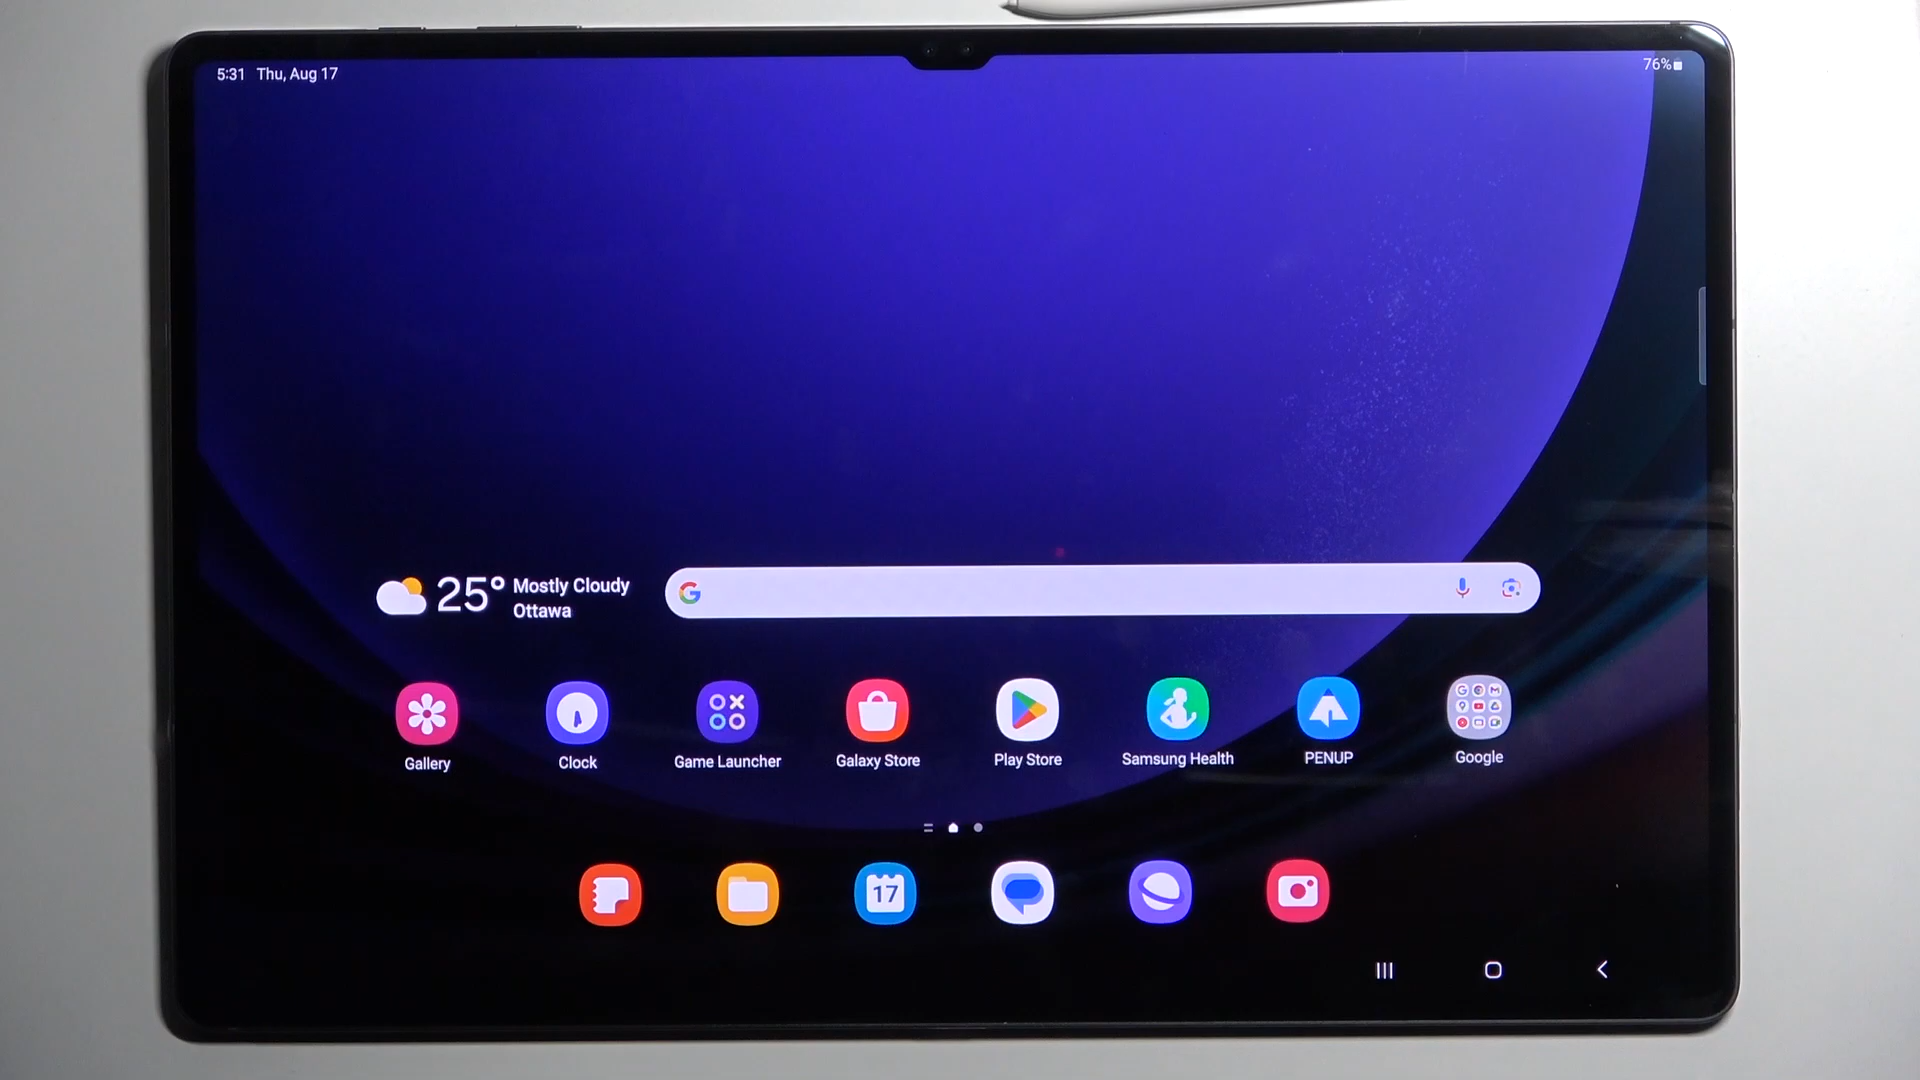 5:31 Thu, Aug 17
76%
25° Mostly Cloudy
Ottawa
G
Gallery
Clock
Game Launcher
Galaxy Store
Play Store
Samsung Health
PENUP
Google
17